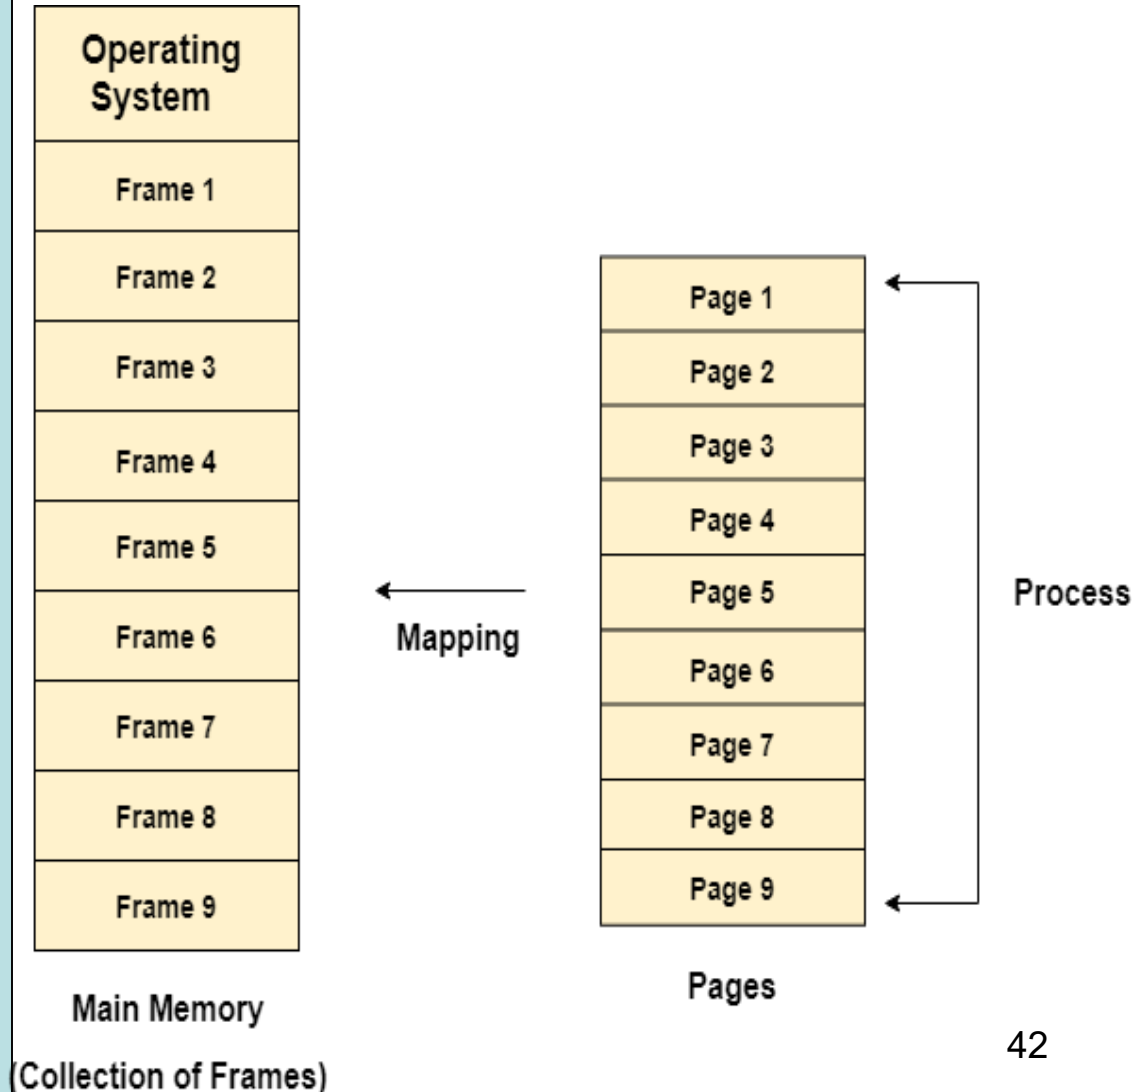 Operating
System
Frame 1
Frame 2
Frame 3
Frame 4
Frame 5
Frame 6
Frame 7
Frame 8
Frame 9
Main Memory
(Collection of Frames)
Mapping
Page 1
Page 2
Page 3
Page 4
Page 5
Page 6
Page 7
Page 8
Page 9
Pages
Process
42